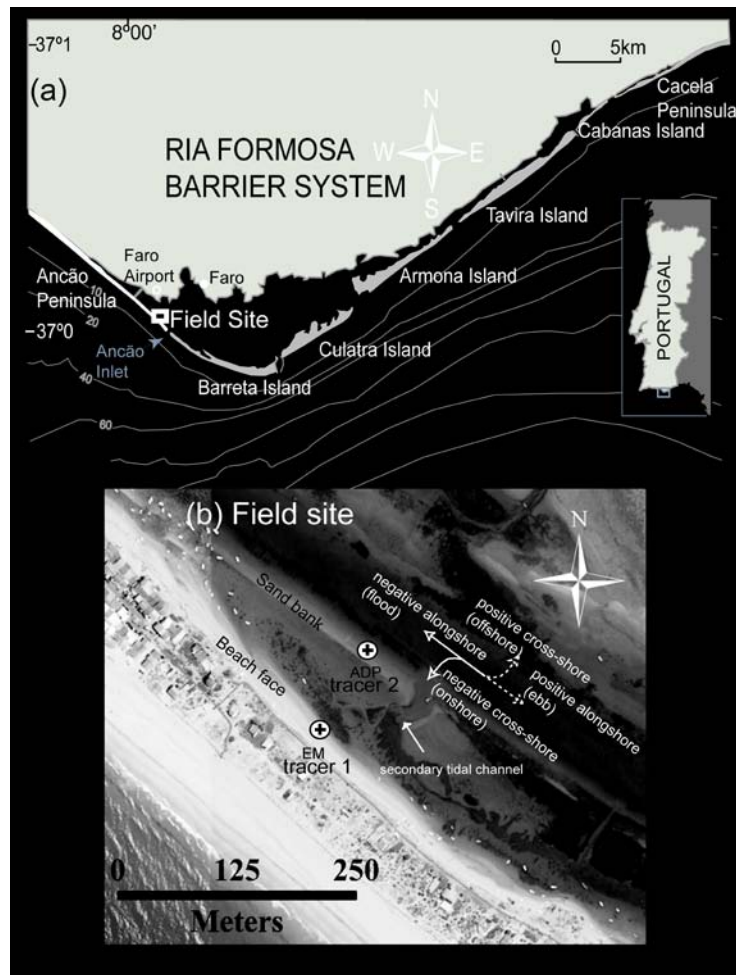 8º00'
37º1
(a)
0 5km
Cacela
Peninsula
Cabanas Island
N
W E
S
RIA FORMOSA
BARRIER SYSTEM
Tavira Island
Faro
Airport
Faro
Armona Island
Ancão
Peninsula
10
20
37º0
Field Site
Culatra Island
Ancão
Inlet
40
Barreta Island
60
PORTUGAL
(b) Field site
N
Sand bank
Beach face
negative alongshore
(flood)
positive cross-shore
(offshore)
positive alongshore
(ebb)
negative cross-shore
(onshore)
ADP
tracer 2
EM
tracer 1
secondary tidal channel
0 125 250
Meters